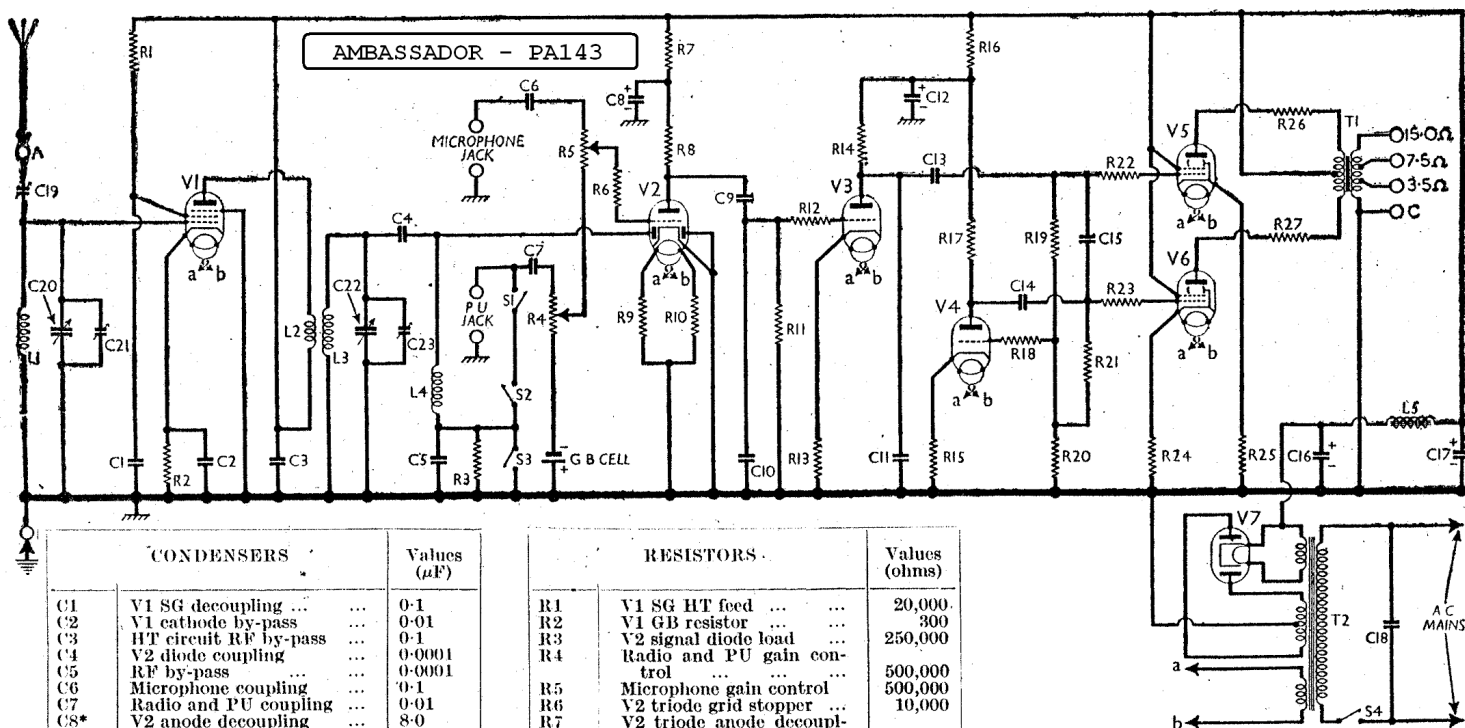 AMBASSADOR - PA143
R1
R7
R16
C6
C8
+
-
C12
+
-
MICROPHONE
JACK
R5
R6
R8
R14
C13
V5
R26
T1
15·0Ω
7·5Ω
3·5Ω
C
A
C19
V1
a b
V2
a b
C9
V3
a b
R12
R22
a b
R27
V6
a b
C4
C7
R17
R19
C15
C14
R23
C20
C21
L1
L2
L3
C22
C23
PU
JACK
S1
R4
R9
R10
R11
V4
a b
R18
R21
L4
S2
L5
C1
R2
C2
C3
C5
R3
S3
-
+
GB CELL
C10
R13
C11
R15
R20
R24
R25
C16
+
-
C17
+
-
V7
T2
C18
AC
MAINS
a
b
S4
CONDENSERS Values
(μF)
C1 V1 SG decoupling ... ... 0·1
C2 V1 cathode by-pass ... 0·01
C3 HT circuit RF by-pass ... 0·1
C4 V2 diode coupling ... 0·0001
C5 RF by-pass ... ... 0·0001
C6 Microphone coupling ... 0·1
C7 Radio and PU coupling ... 0·01
C8* V2 anode decoupling ... 8·0
RESISTORS Values
(ohms)
R1 V1 SG HT feed ... ... 20,000
R2 V1 GB resistor ... ... 300
R3 V2 signal diode load ... 250,000
R4 Radio and PU gain con-
trol ... ... ... 500,000
R5 Microphone gain control 500,000
R6 V2 triode grid stopper ... 10,000
R7 V2 triode anode decoupl-